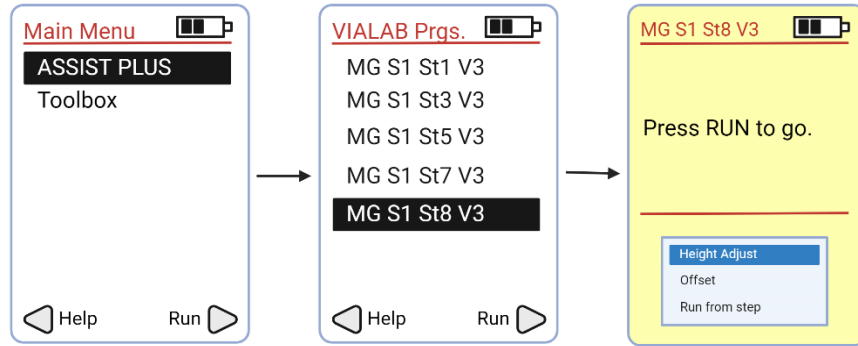 Main Menu
ASSIST PLUS
Toolbox
Help Run
VIALAB Prgs.
MG S1 St1 V3
MG S1 St3 V3
MG S1 St5 V3
MG S1 St7 V3
MG S1 St8 V3
Help Run
MG S1 St8 V3
Press RUN to go.
Height Adjust
Offset
Run from step